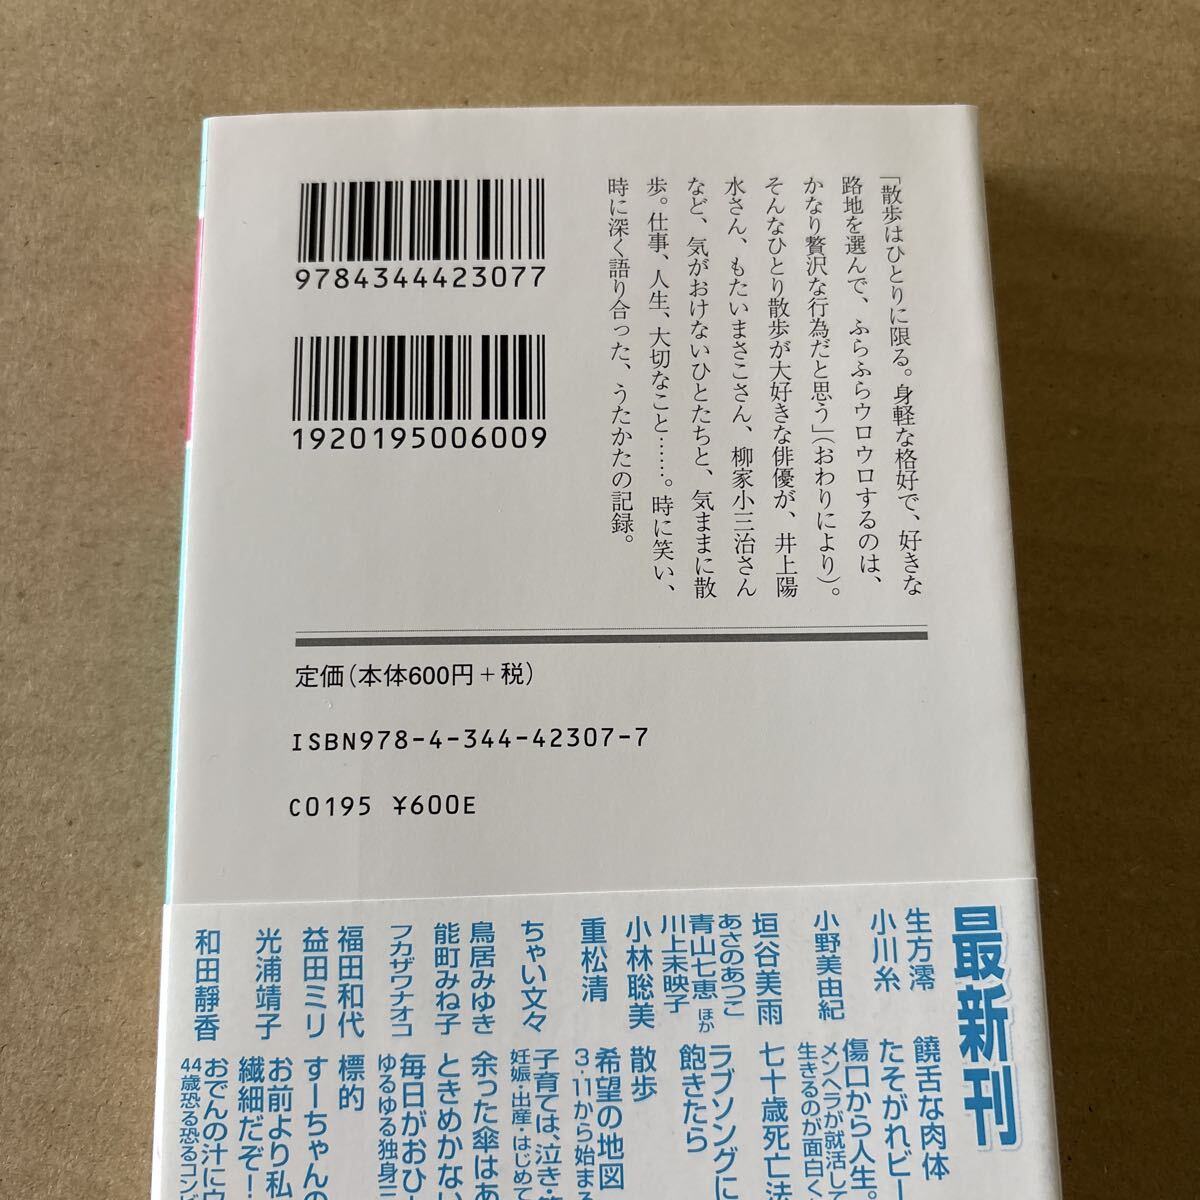 「散歩はひとりに限る。身軽な格好で、好きな
路地を選んで、ふらふらウロウロするのは、
かなり贅沢な行為だと思う」（おわりにより）。
そんなひとり散歩が大好きな俳優が、井上陽
水さん、もたいまさこさん、柳家小三治さん
など、気がおけないひとたちと、気ままに散
歩。仕事、人生、大切なこと……。時に笑い、
時に深く語り合った、うたかたの記録。
9784344423077
1920195006009
定価（本体600円＋税）
ISBN978-4-344-42307-7
C0195 ¥600E
最新刊
生方澪 饒舌な肉体
小川糸 たそがれビー
小野美由紀 傷口から人生。
メンヘラが就活して
生きるのが面白く
垣谷美雨 七十歳死亡法
あさのあつこ
青山七恵 ほか
川上未映子
ラブソングに
飽きたら
小林聡美 散歩
重松清 希望の地図
3・11から始まる
ちゃい文々 子育ては、泣き・笑
妊娠・出産・はじめて
鳥居みゆき 余った傘はあ
能町みね子 ときめかない
フカザワナオコ 毎日がおひ
ゆるゆる独身三
福田和代 標的
益田ミリ すーちゃんの
光浦靖子 お前より私
繊細だぞ！
和田靜香 おでんの汁にウ
44歳恐る恐るコンビ